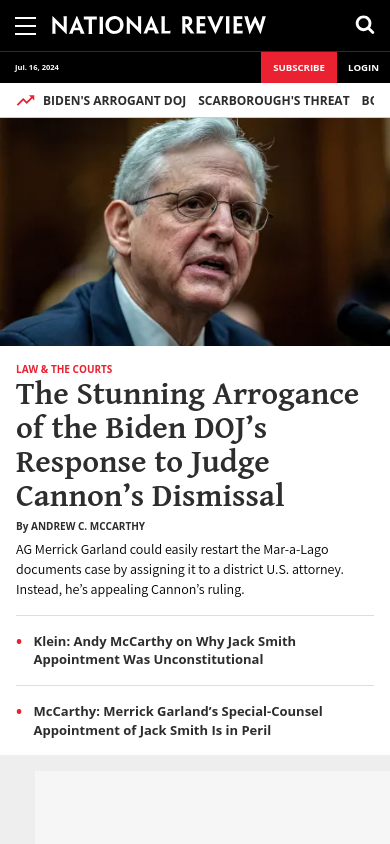 NATIONAL REVIEW
Jul. 16, 2024
SUBSCRIBE
LOGIN
BIDEN'S ARROGANT DOJ SCARBOROUGH'S THREAT BO
LAW & THE COURTS
The Stunning Arrogance
of the Biden DOJ’s
Response to Judge
Cannon’s Dismissal
By ANDREW C. MCCARTHY
AG Merrick Garland could easily restart the Mar-a-Lago
documents case by assigning it to a district U.S. attorney.
Instead, he’s appealing Cannon’s ruling.
• Klein: Andy McCarthy on Why Jack Smith
Appointment Was Unconstitutional
• McCarthy: Merrick Garland’s Special-Counsel
Appointment of Jack Smith Is in Peril